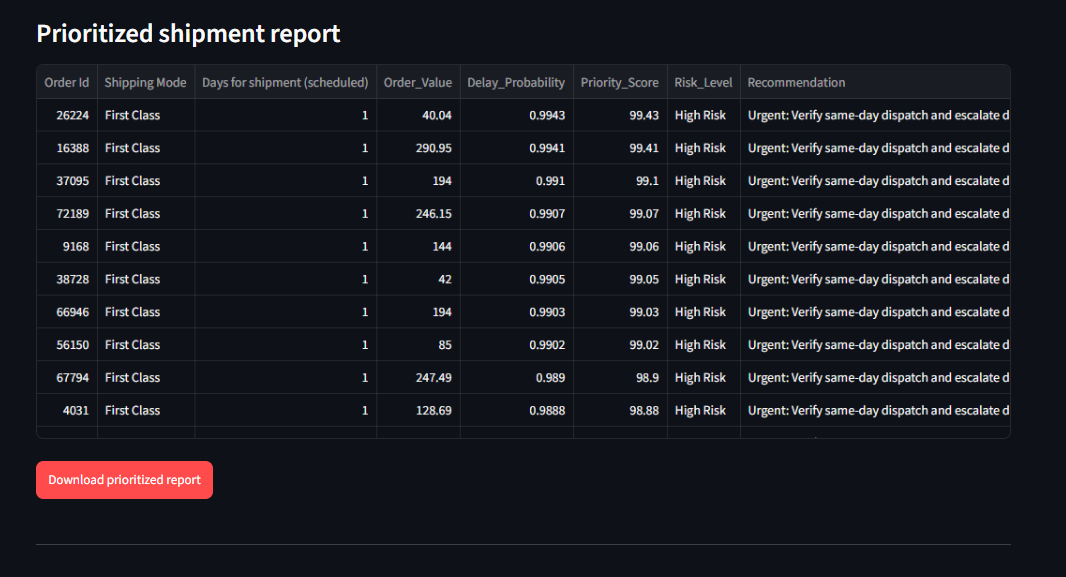 Prioritized shipment report
Order Id Shipping Mode Days for shipment (scheduled) Order_Value Delay_Probability Priority_Score Risk_Level Recommendation
26224 First Class 1 40.04 0.9943 99.43 High Risk Urgent: Verify same-day dispatch and escalate d
16388 First Class 1 290.95 0.9941 99.41 High Risk Urgent: Verify same-day dispatch and escalate d
37095 First Class 1 194 0.991 99.1 High Risk Urgent: Verify same-day dispatch and escalate d
72189 First Class 1 246.15 0.9907 99.07 High Risk Urgent: Verify same-day dispatch and escalate d
9168 First Class 1 144 0.9906 99.06 High Risk Urgent: Verify same-day dispatch and escalate d
38728 First Class 1 42 0.9905 99.05 High Risk Urgent: Verify same-day dispatch and escalate d
66946 First Class 1 194 0.9903 99.03 High Risk Urgent: Verify same-day dispatch and escalate d
56150 First Class 1 85 0.9902 99.02 High Risk Urgent: Verify same-day dispatch and escalate d
67794 First Class 1 247.49 0.989 98.9 High Risk Urgent: Verify same-day dispatch and escalate d
4031 First Class 1 128.69 0.9888 98.88 High Risk Urgent: Verify same-day dispatch and escalate d
Download prioritized report